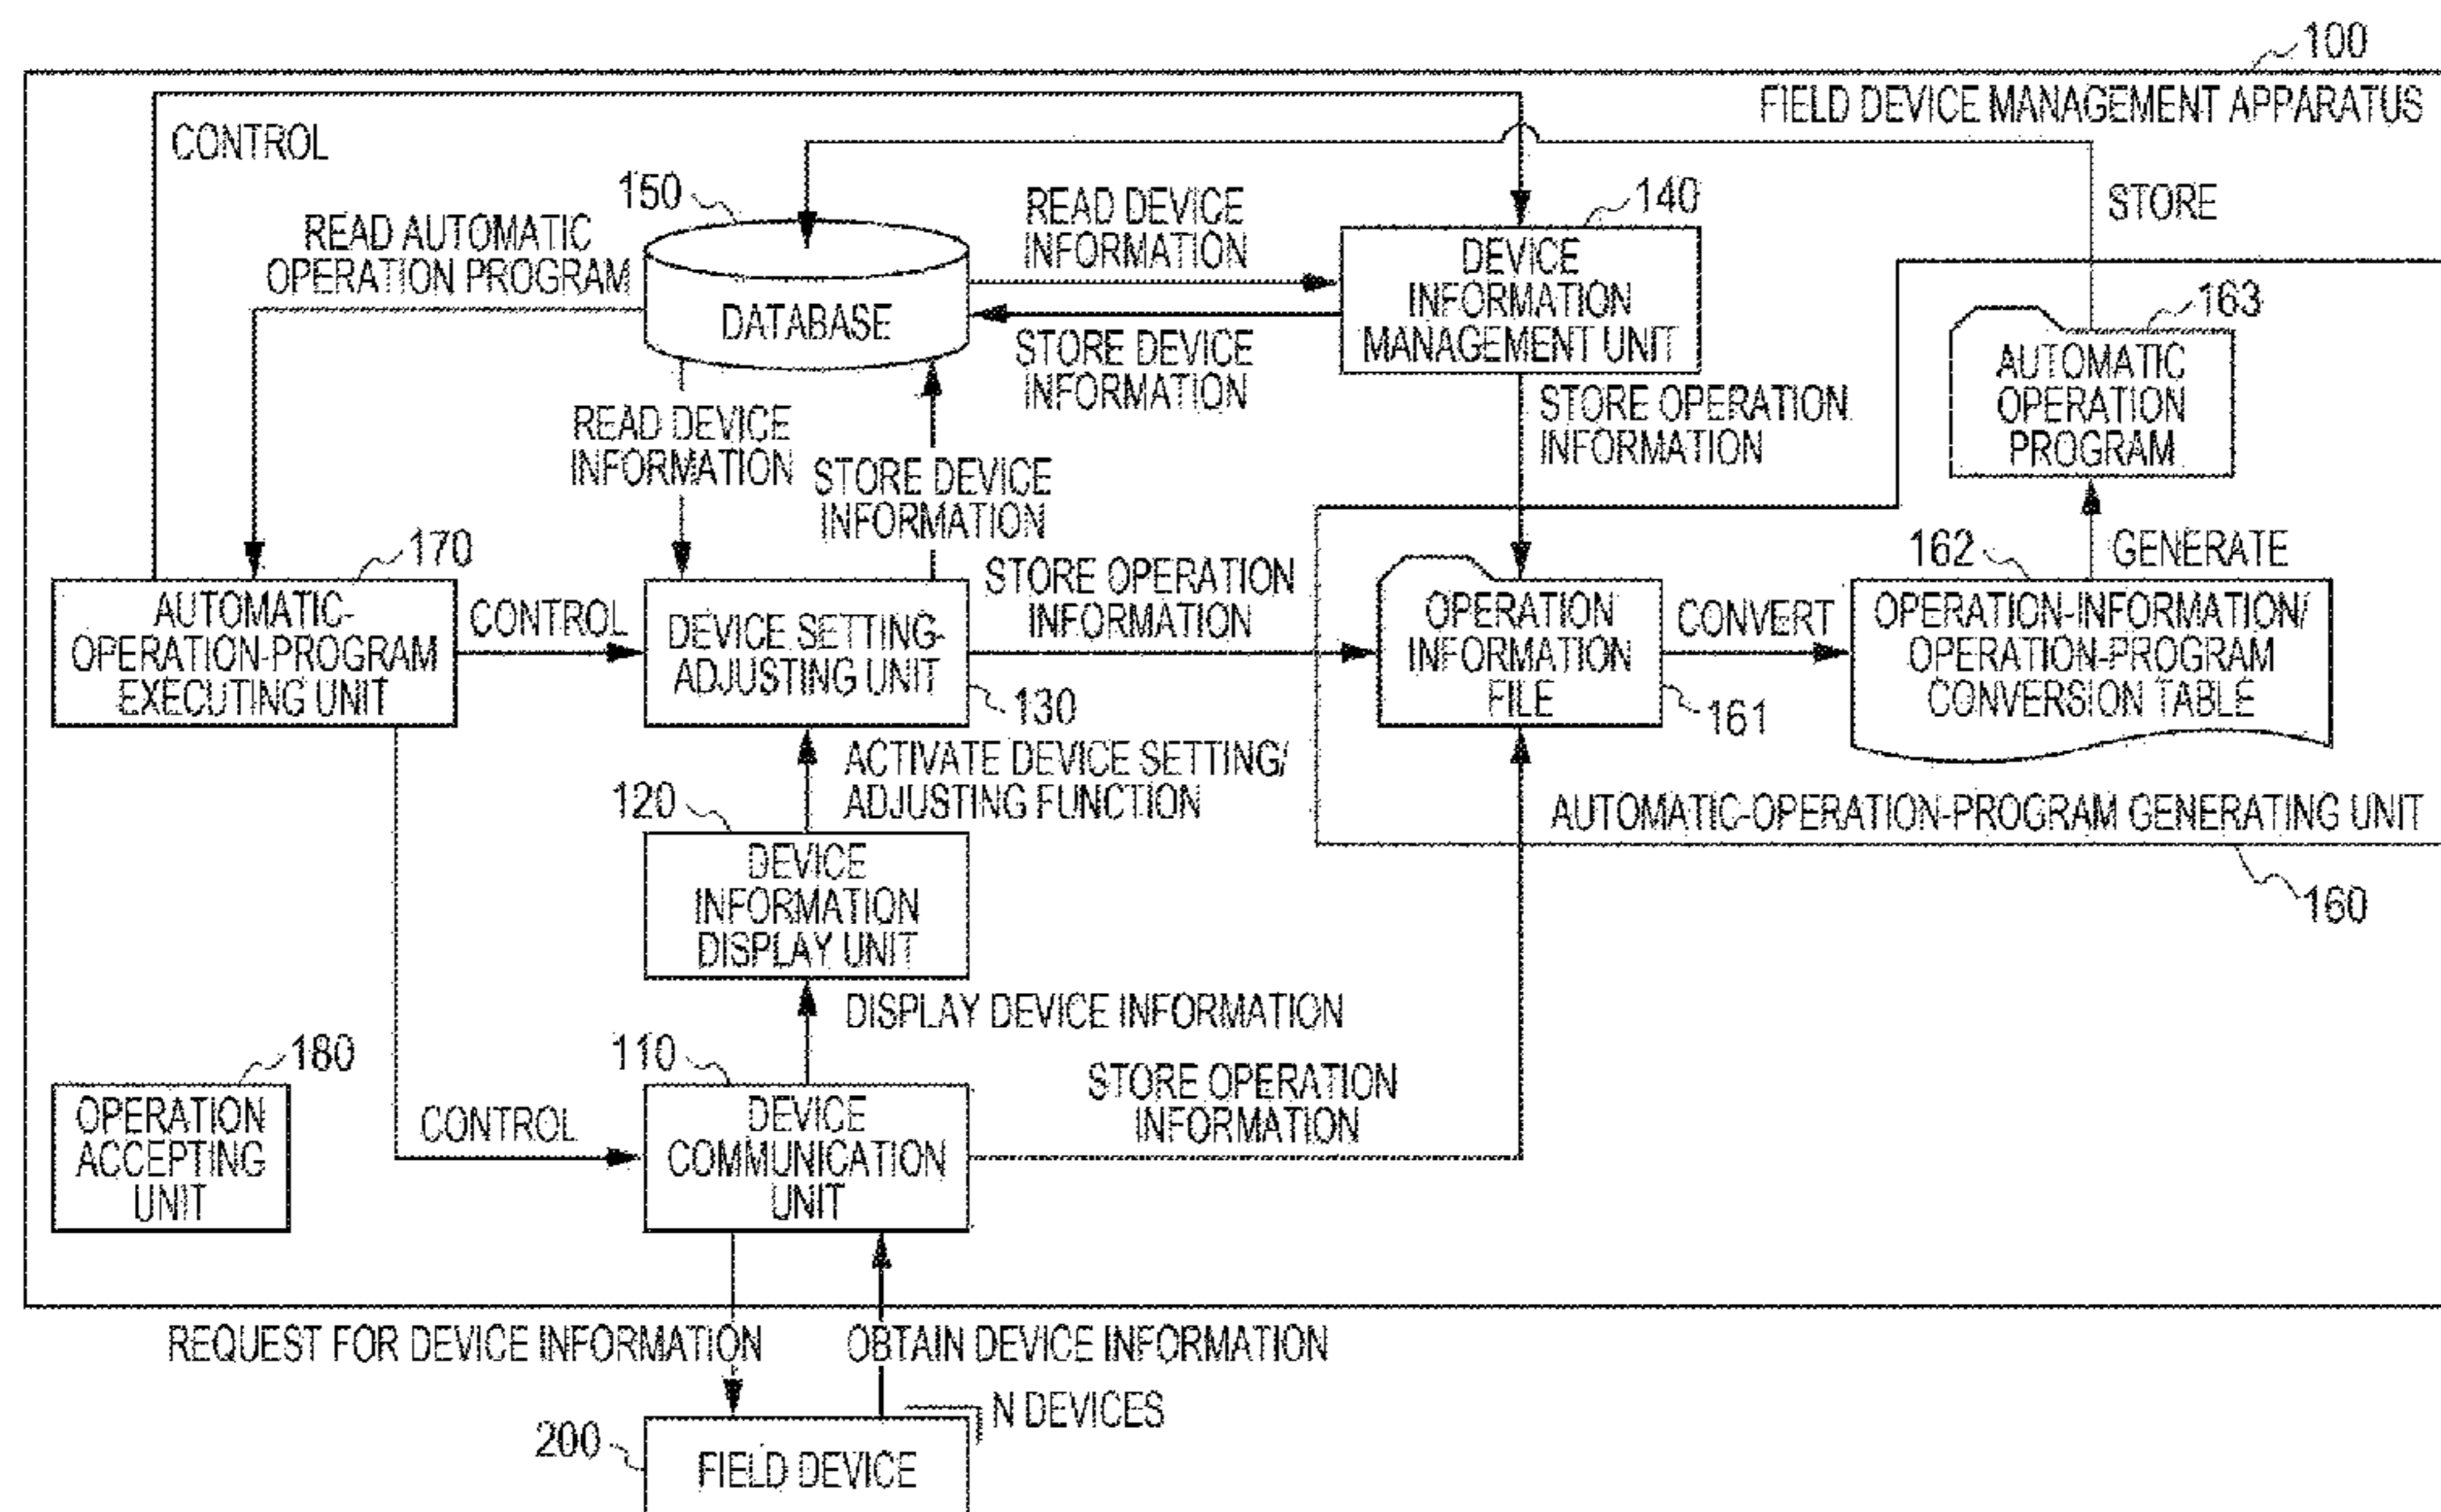 100
FIELD DEVICE MANAGEMENT APPARATUS
CONTROL
150
READ DEVICE
INFORMATION
140
STORE
READ AUTOMATIC
OPERATION PROGRAM
DATABASE
DEVICE
INFORMATION
MANAGEMENT UNIT
163
STORE DEVICE
INFORMATION
AUTOMATIC
OPERATION
PROGRAM
READ DEVICE
INFORMATION
STORE DEVICE
INFORMATION
STORE OPERATION
INFORMATION
170
STORE OPERATION
INFORMATION
162
GENERATE
AUTOMATIC-
OPERATION-PROGRAM
EXECUTING UNIT
CONTROL
DEVICE SETTING-
ADJUSTING UNIT
130
OPERATION
INFORMATION
FILE
161
CONVERT
OPERATION-INFORMATION/
OPERATION-PROGRAM
CONVERSION TABLE
ACTIVATE DEVICE SETTING/
ADJUSTING FUNCTION
120
AUTOMATIC-OPERATION-PROGRAM GENERATING UNIT
160
DEVICE
INFORMATION
DISPLAY UNIT
DISPLAY DEVICE INFORMATION
180
110
OPERATION
ACCEPTING
UNIT
CONTROL
DEVICE
COMMUNICATION
UNIT
STORE OPERATION
INFORMATION
REQUEST FOR DEVICE INFORMATION
OBTAIN DEVICE INFORMATION
N DEVICES
200
FIELD DEVICE